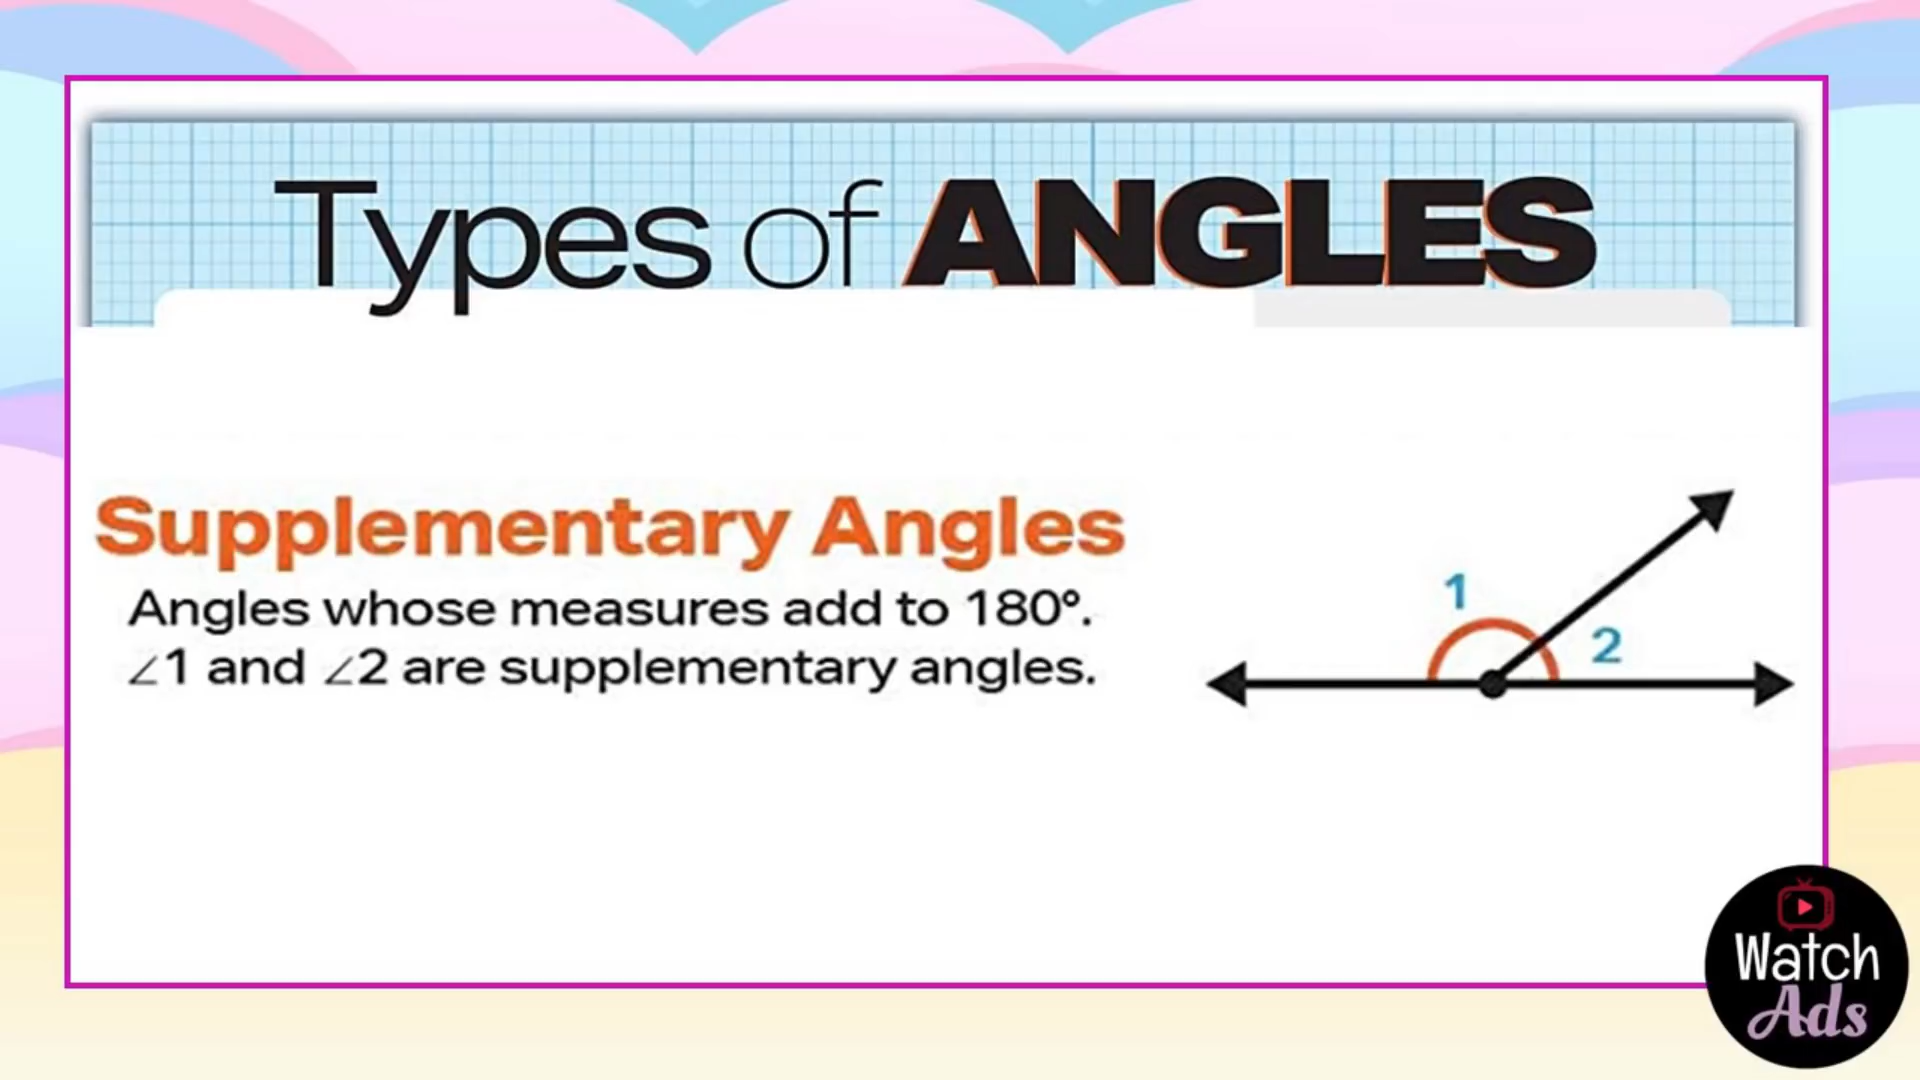 Types of ANGLES
Supplementary Angles
Angles whose measures add to 180°.
∠1 and ∠2 are supplementary angles.
1
2
Watch
Ads